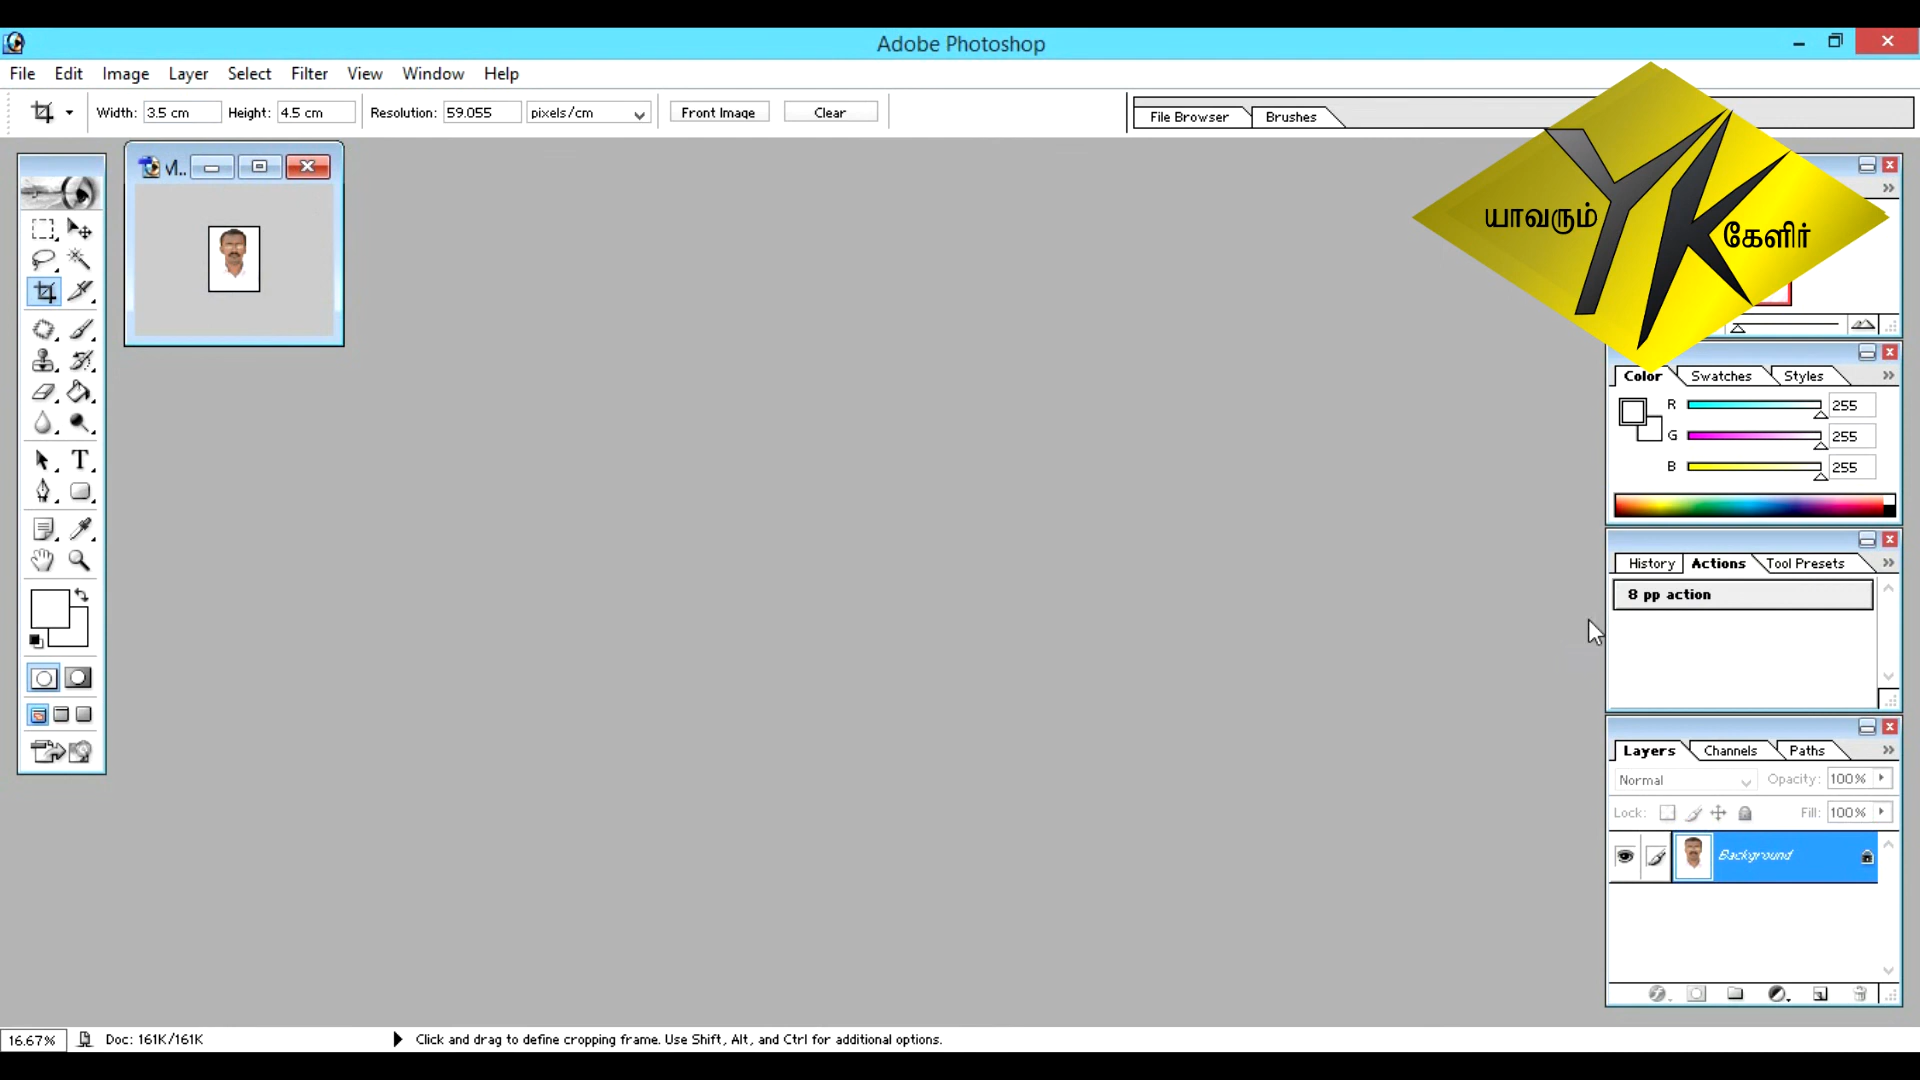 Adobe Photoshop
File Edit Image Layer Select Filter View Window Help
Width: 3.5 cm Height: 4.5 cm Resolution: 59.055 pixels/cm Front Image Clear File Browser Brushes
யாவரும் YK கேளிர்
Color Swatches Styles
R 255
G 255
B 255
History Actions Tool Presets
8 pp action
Layers Channels Paths
Normal Opacity: 100%
Lock: Fill: 100%
Background
16.67% Doc: 161K/161K Click and drag to define cropping frame. Use Shift, Alt, and Ctrl for additional options.